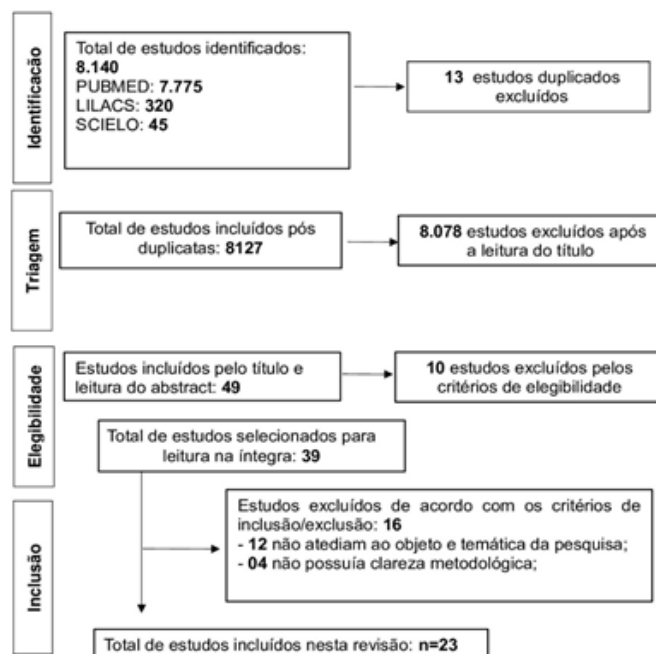 Identificação
Total de estudos identificados:
8.140
PUBMED: 7.775
LILACS: 320
SCIELO: 45
13 estudos duplicados
excluídos
Triagem
Total de estudos incluídos pós
duplicatas: 8127
8.078 estudos excluídos após
a leitura do título
Elegibilidade
Estudos incluídos pelo título e
leitura do abstract: 49
10 estudos excluídos pelos
critérios de elegibilidade
Total de estudos selecionados para
leitura na íntegra: 39
Inclusão
Estudos excluídos de acordo com os critérios de
inclusão/exclusão: 16
- 12 não atediam ao objeto e temática da pesquisa;
- 04 não possuía clareza metodológica;
Total de estudos incluídos nesta revisão: n=23